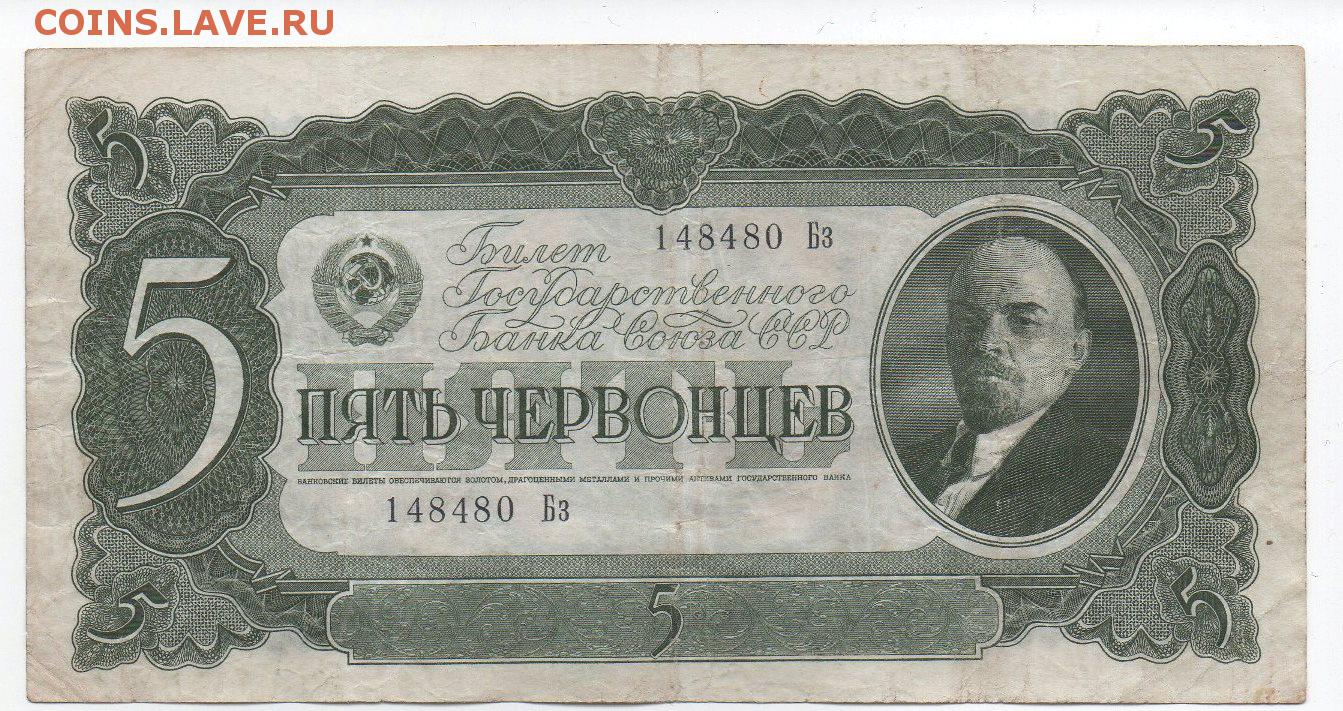 COINS.LAVE.RU
5 5
Билет 148480 Бз
Государственного
Банка Союза ССР
5
ПЯТЬ
ПЯТЬ ЧЕРВОНЦЕВ
БАНКОВСКИЕ БИЛЕТЫ ОБЕСПЕЧИВАЮТСЯ ЗОЛОТОМ, ДРАГОЦЕННЫМИ МЕТАЛЛАМИ И ПРОЧИМИ АКТИВАМИ ГОСУДАРСТВЕННОГО БАНКА
148480 Бз
5 5 5